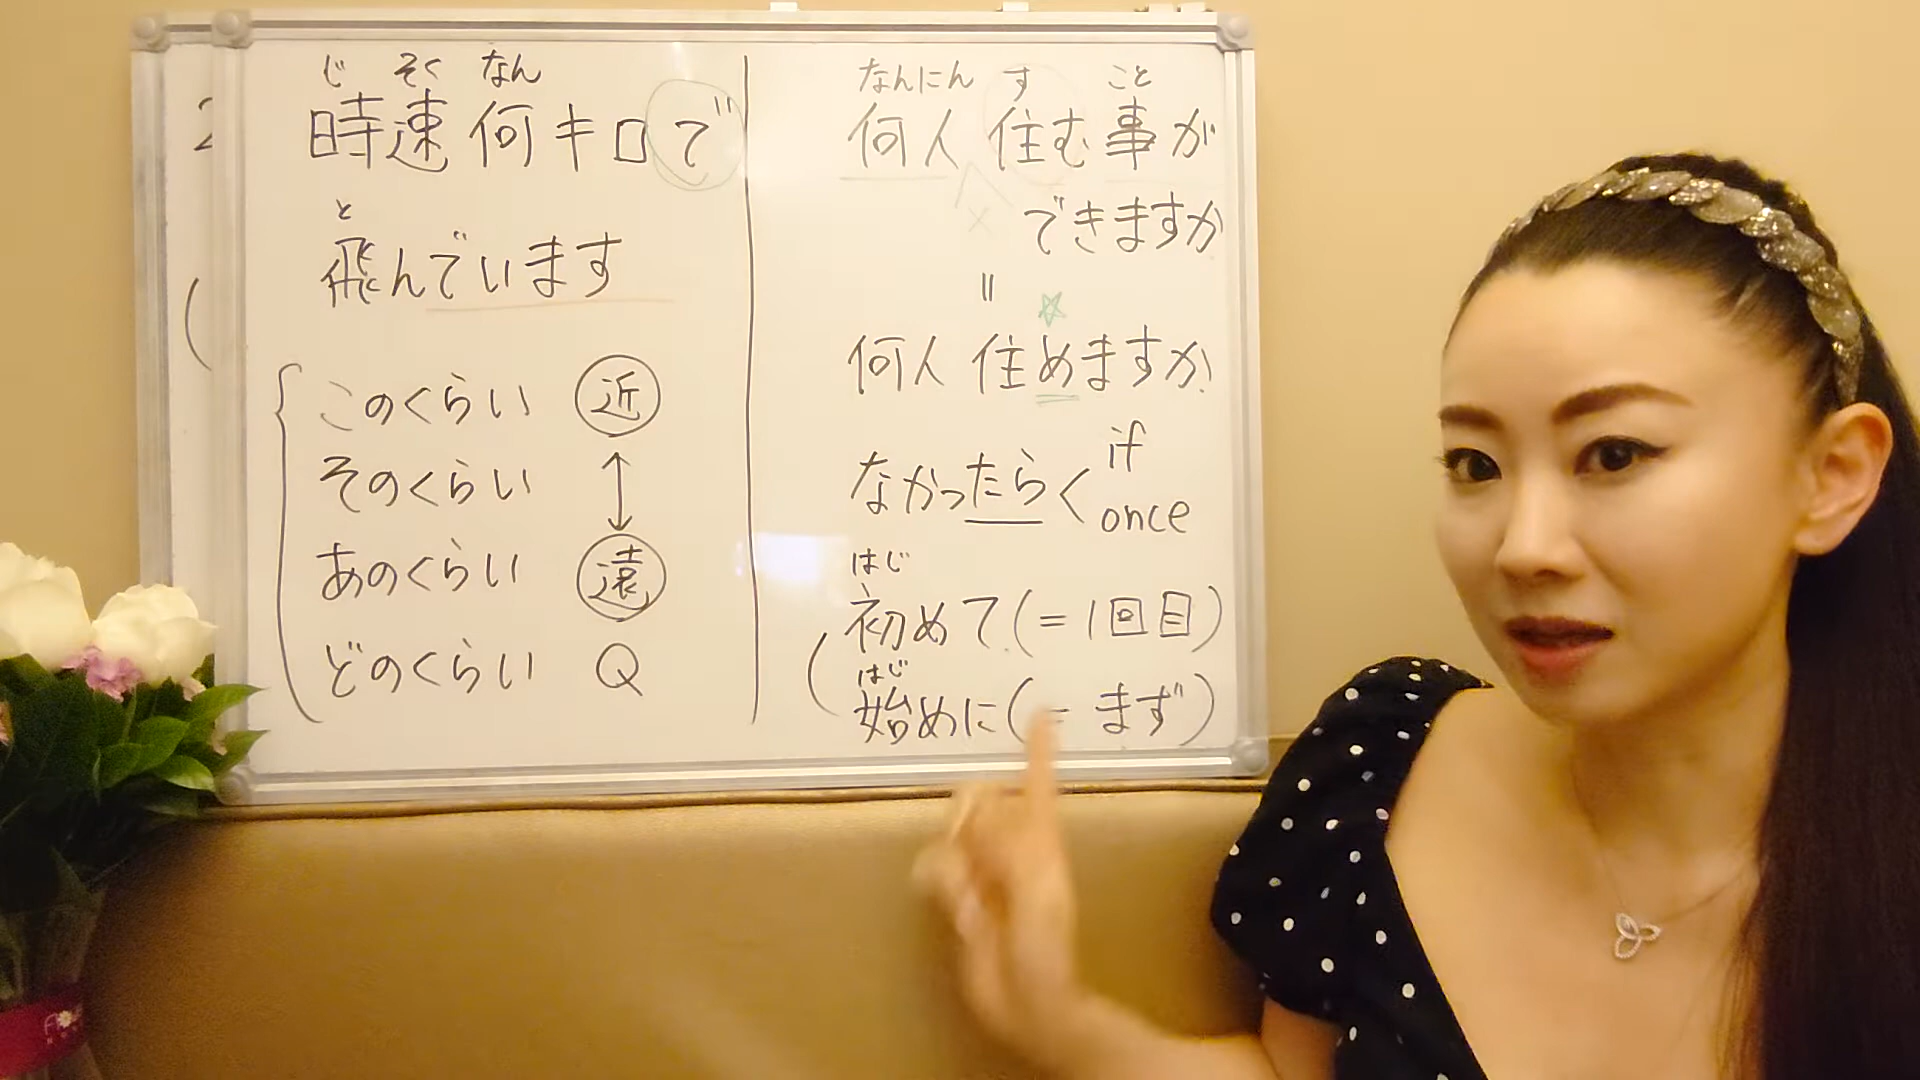 じ そく なん
時速何キロで
と
飛んでいます
このくらい 近
そのくらい
あのくらい 遠
どのくらい Q
なんにん す こと
何人住む事が
×
できますか
=
何人住めますか
なかったら< if
once
はじ
初めて(=1回目)
はじ
始めに(=まず)